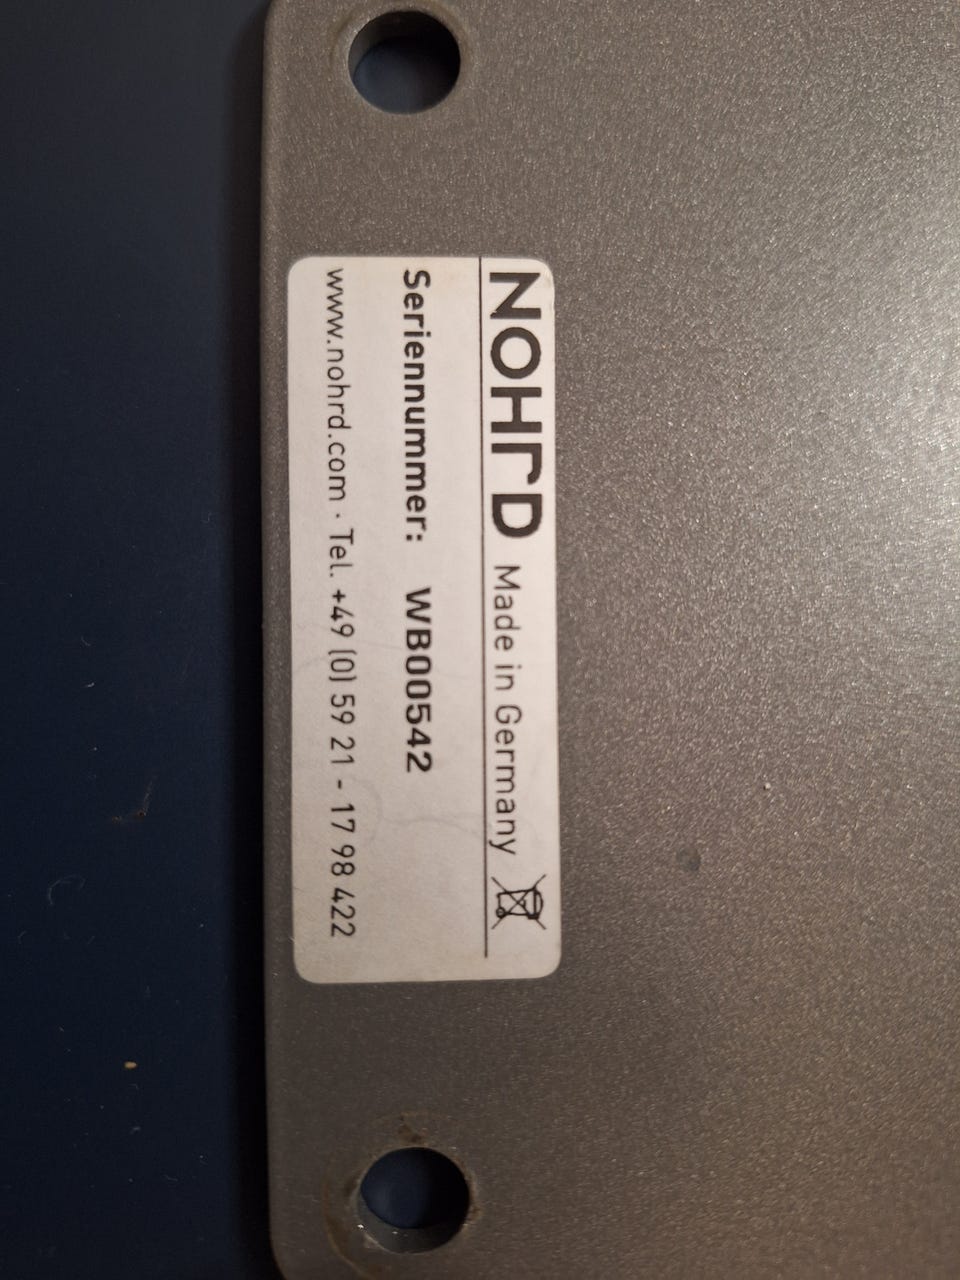 NOHrD Made in Germany
Seriennummer: WB00542
www.nohrd.com · Tel. +49 (0) 59 21 - 17 98 422